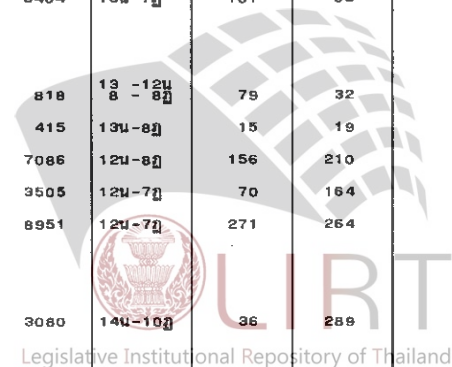 13 -12น
818 8 - 8ฎ 79 32
415 13น-8ฎ 15 19
7086 12น-8ฎ 156 210
3505 12น-7ฎ 70 164
8951 12น-7ฎ 271 264
3080 14น-10ฎ 36 289
LIRT
Legislative Institutional Repository of Thailand